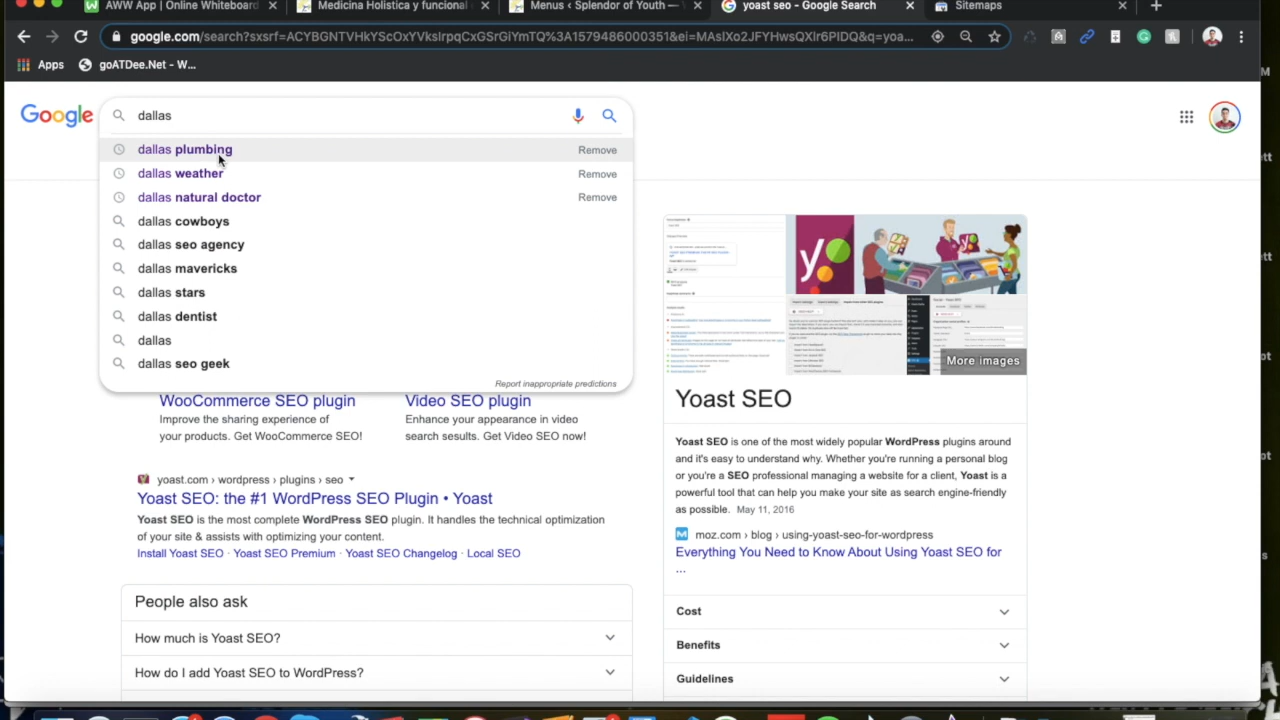 AWW App | Online Whiteboard
Medicina Holistica y funcional
Menus ‹ Splendor of Youth —
yoast seo - Google Search
Sitemaps
google.com/search?sxsrf=ACYBGNTVHkYScOxYVksIrpqCxGSrGrYmTQ%3A1579486000351&ei=MAslXo2JFYHwsQXlr6PIDQ&q=yoa...
Apps
goATDee.Net - W...
Google
dallas
dallas plumbing
Remove
dallas weather
Remove
dallas natural doctor
Remove
dallas cowboys
dallas seo agency
dallas mavericks
dallas stars
dallas dentist
dallas
dallas seo geek
Report inappropriate predictions
WooCommerce SEO plugin
Improve the sharing experience of
your products. Get WooCommerce SEO!
Video SEO plugin
Enhance your appearance in video
search sesults. Get Video SEO now!
yoast.com › wordpress › plugins › seo
Yoast SEO: the #1 WordPress SEO Plugin • Yoast
Yoast SEO is the most complete WordPress SEO plugin. It handles the technical optimization
of your site & assists with optimizing your content.
Install Yoast SEO · Yoast SEO Premium · Yoast SEO Changelog · Local SEO
People also ask
How much is Yoast SEO?
How do I add Yoast SEO to WordPress?
More images
Yoast SEO
Yoast SEO is one of the most widely popular WordPress plugins around
and it's easy to understand why. Whether you're running a personal blog
or you're a SEO professional managing a website for a client, Yoast is a
powerful tool that can help you make your site as search engine-friendly
as possible. May 11, 2016
moz.com › blog › using-yoast-seo-for-wordpress
Everything You Need to Know About Using Yoast SEO for
...
Cost
Benefits
Guidelines